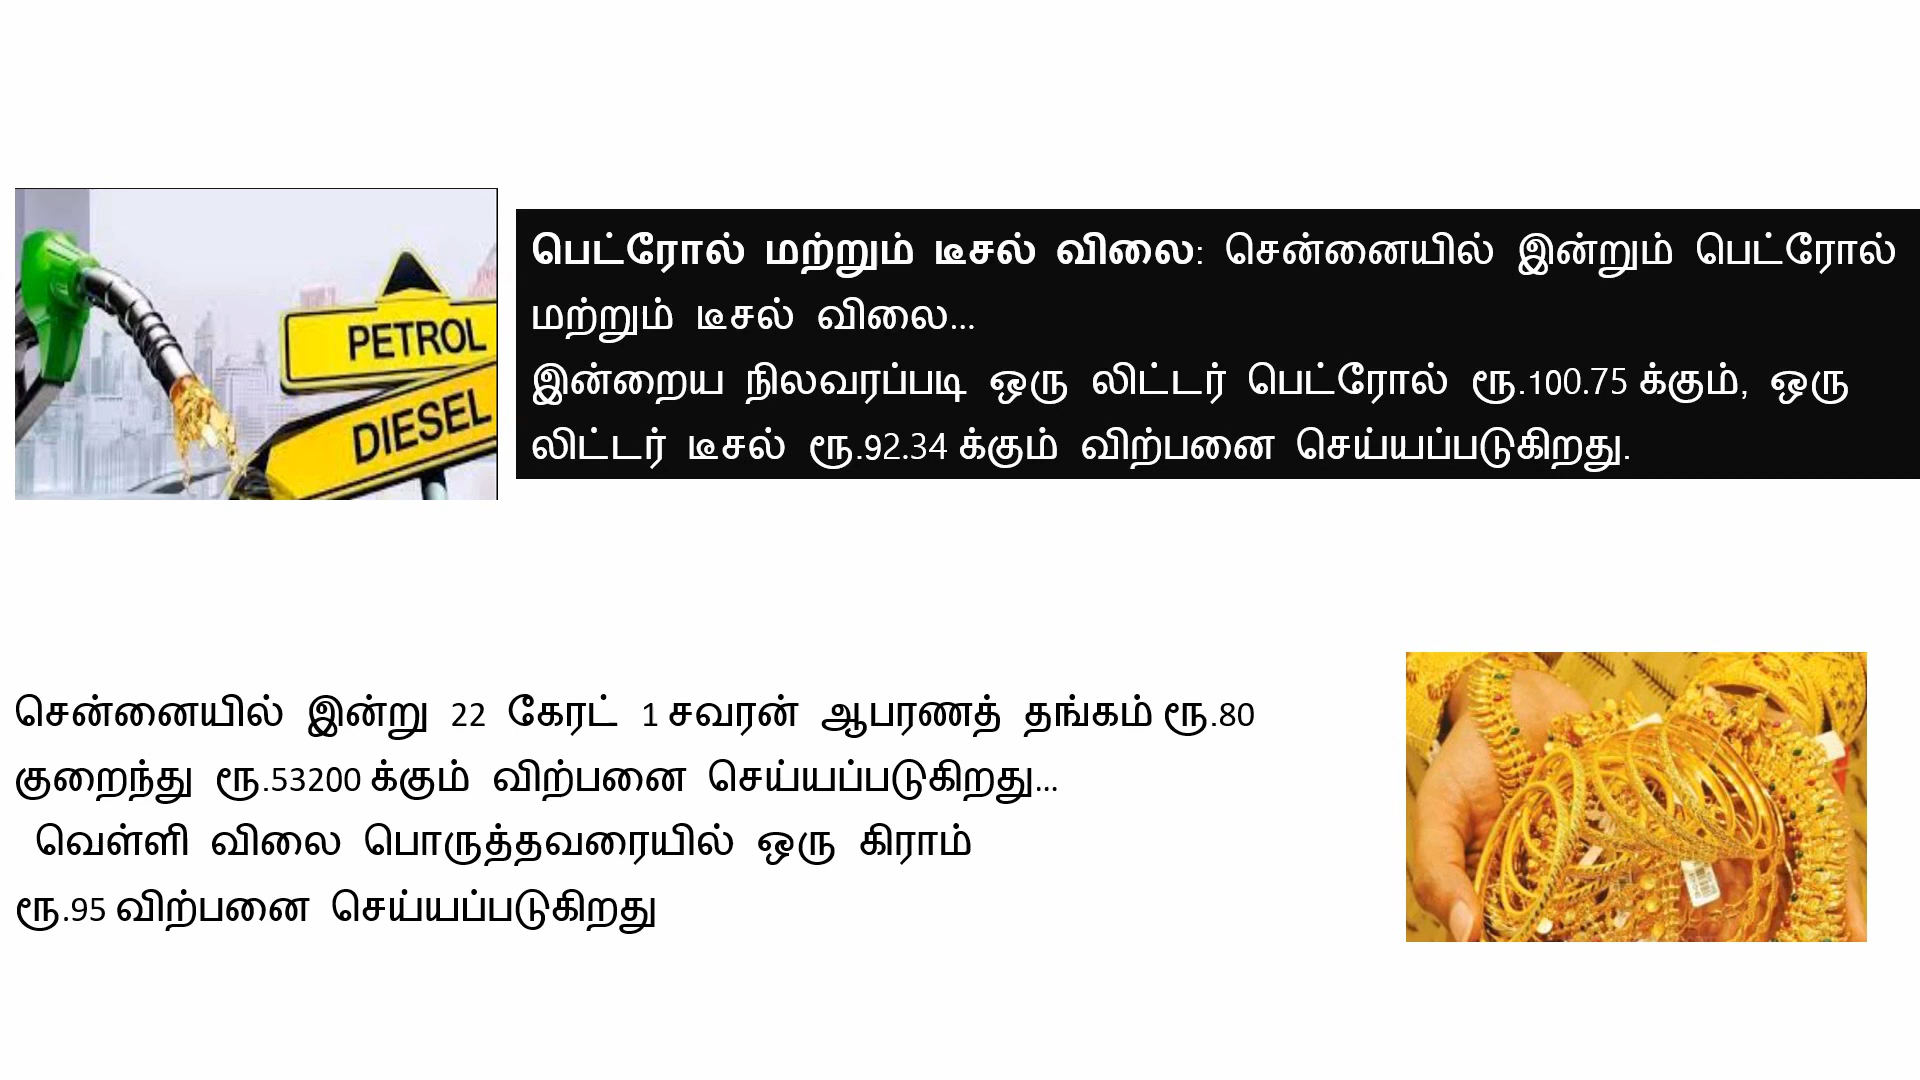 PETROL
DIESEL
பெட்ரோல் மற்றும் டீசல் விலை: சென்னையில் இன்றும் பெட்ரோல்
மற்றும் டீசல் விலை...
இன்றைய நிலவரப்படி ஒரு லிட்டர் பெட்ரோல் ரூ.100.75 க்கும், ஒரு
லிட்டர் டீசல் ரூ.92.34 க்கும் விற்பனை செய்யப்படுகிறது.
சென்னையில் இன்று 22 கேரட் 1 சவரன் ஆபரணத் தங்கம் ரூ.80
குறைந்து ரூ.53200 க்கும் விற்பனை செய்யப்படுகிறது...
வெள்ளி விலை பொருத்தவரையில் ஒரு கிராம்
ரூ.95 விற்பனை செய்யப்படுகிறது